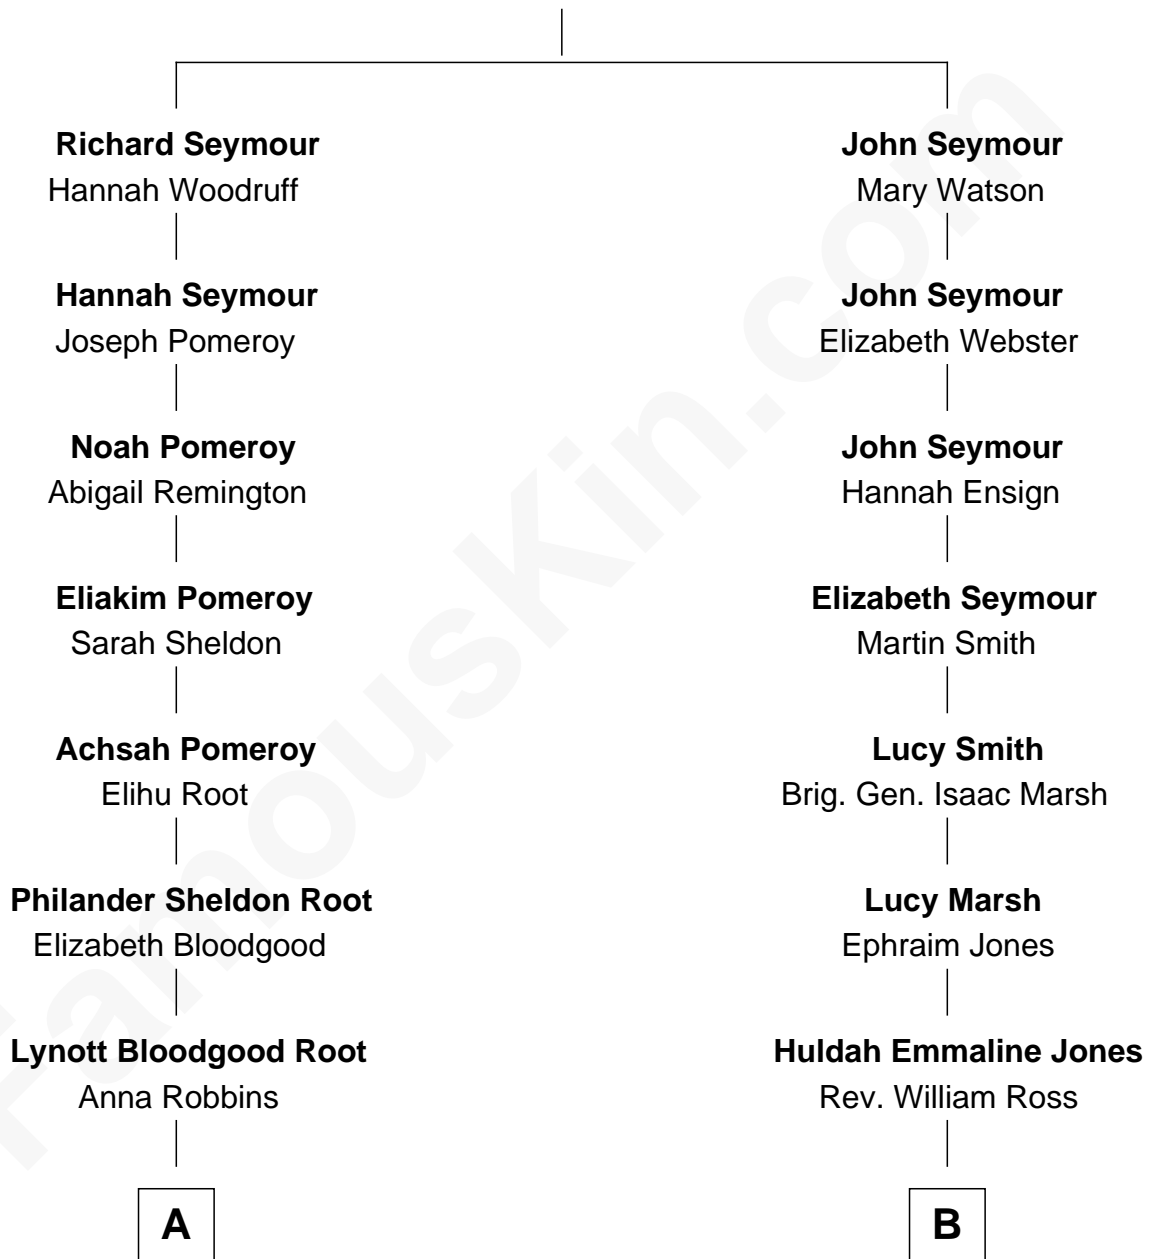 Richard Seymour
Hannah Woodruff
Hannah Seymour
Joseph Pomeroy
Noah Pomeroy
Abigail Remington
Eliakim Pomeroy
Sarah Sheldon
Achsah Pomeroy
Elihu Root
Philander Sheldon Root
Elizabeth Bloodgood
Lynott Bloodgood Root
Anna Robbins
A
John Seymour
Mary Watson
John Seymour
Elizabeth Webster
John Seymour
Hannah Ensign
Elizabeth Seymour
Martin Smith
Lucy Smith
Brig. Gen. Isaac Marsh
Lucy Marsh
Ephraim Jones
Huldah Emmaline Jones
Rev. William Ross
B
FamousKin.com